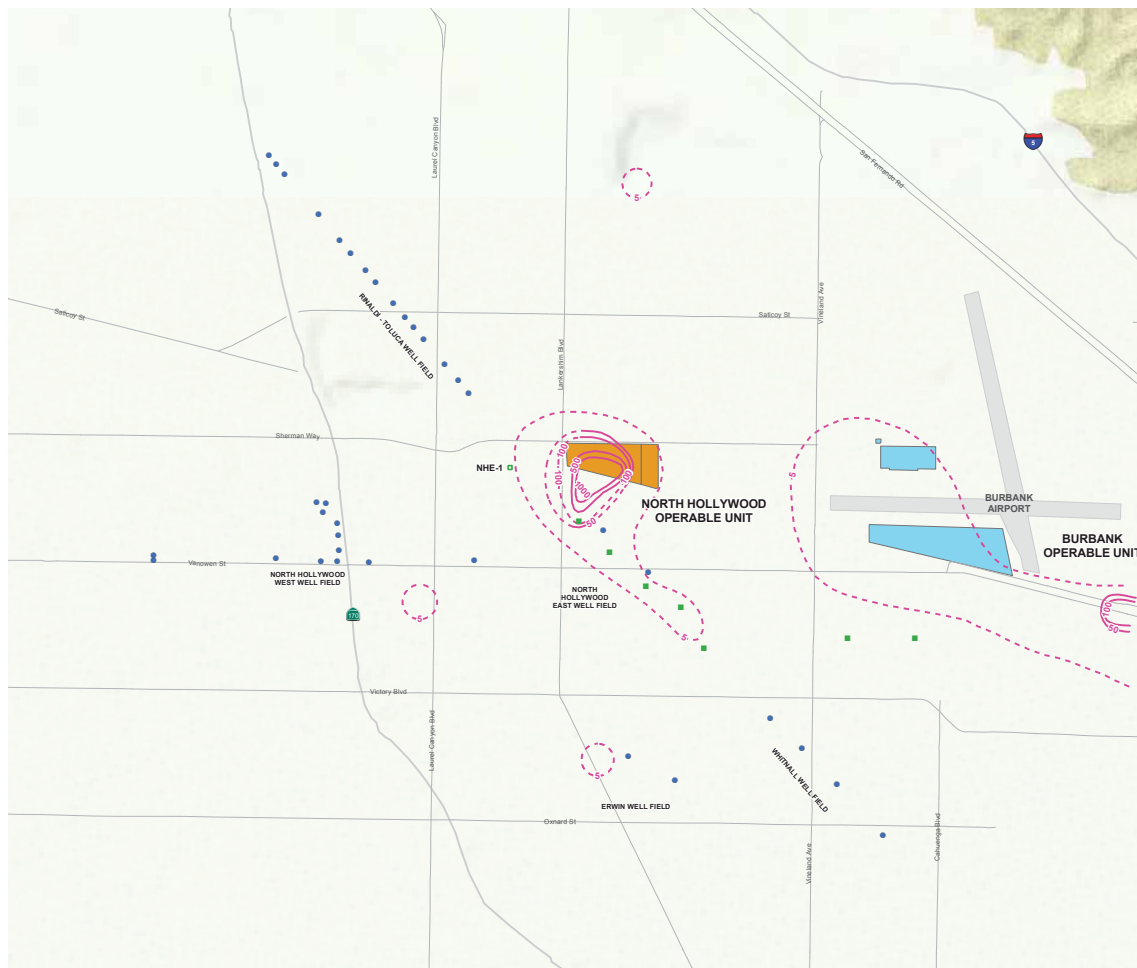 Laurel Canyon Blvd
5
San Fernando Rd
5
Saticoy St
RINALDI - TOLUCA WELL FIELD
Saticoy St
Vineland Ave
Lankershim Blvd
Sherman Way
100
500
100
100
1000
50
NHE-1
NORTH HOLLYWOOD
OPERABLE UNIT
5
BURBANK
AIRPORT
BURBANK
OPERABLE UNIT
Vanowen St
NORTH HOLLYWOOD
WEST WELL FIELD
NORTH
HOLLYWOOD
EAST WELL FIELD
170
5
5
100
50
Victory Blvd
Laurel Canyon Blvd
5
ERWIN WELL FIELD
WHITNALL WELL FIELD
Oxnard St
Vineland Ave
Cahuenga Blvd